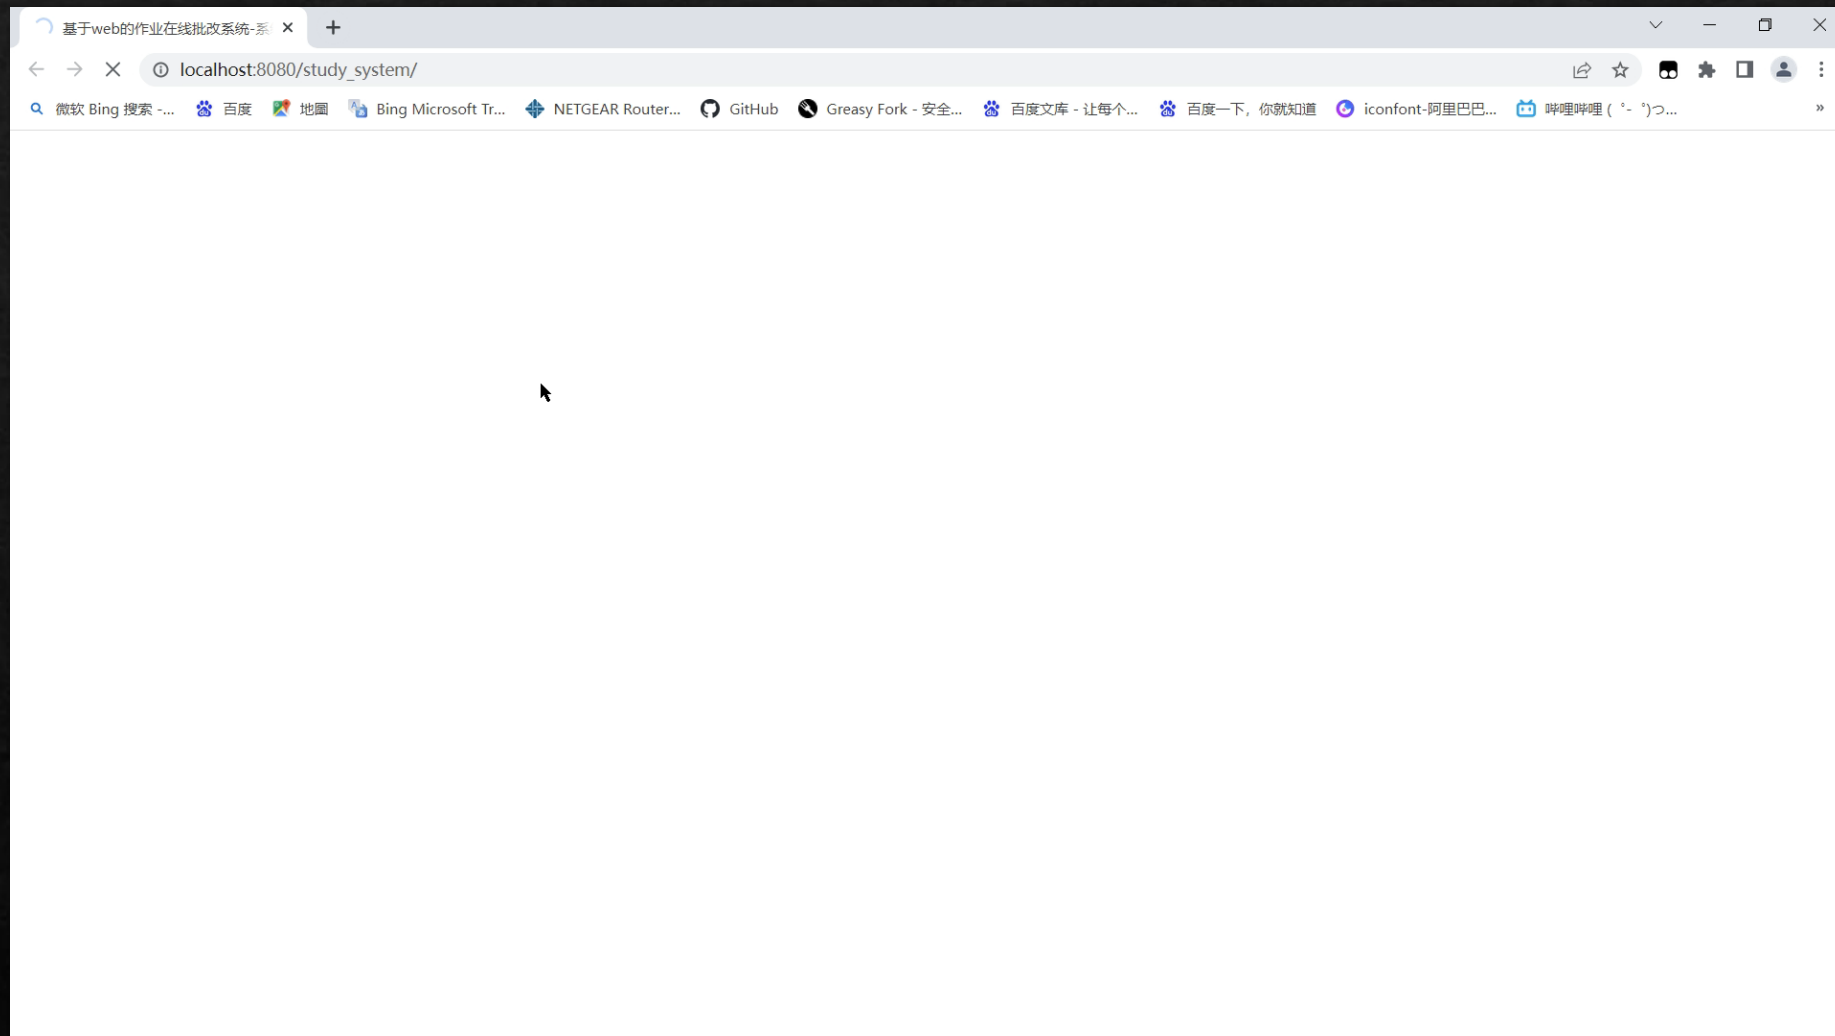 基于web的作业在线批改系统-系
localhost:8080/study_system/
微软 Bing 搜索 -... 百度 地圖 Bing Microsoft Tr... NETGEAR Router... GitHub Greasy Fork - 安全... 百度文库 - 让每个... 百度一下，你就知道 iconfont-阿里巴巴... 哔哩哔哩 ( ゜- ゜)つ... »